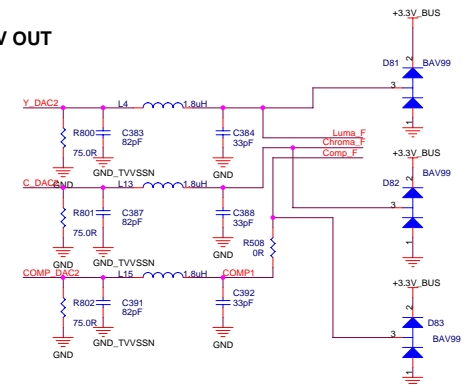 V OUT
+3.3V_BUS
D81
BAV99
2
3
1
Y_DAC2
L4
1.8uH
R800
75.0R
C383
82pF
C384
33pF
GND
GND_TVVSSN
GND
Luma_F
Chroma_F
Comp_F
+3.3V_BUS
BAV99
D82
2
3
1
C_DAC2
L13
1.8uH
R801
75.0R
C387
82pF
C388
33pF
R508
0R
GND
GND_TVVSSN
GND
COMP_DAC2
L15
1.8uH
COMP1
R802
75.0R
C391
82pF
C392
33pF
GND
GND_TVVSSN
GND
+3.3V_BUS
D83
BAV99
2
3
1